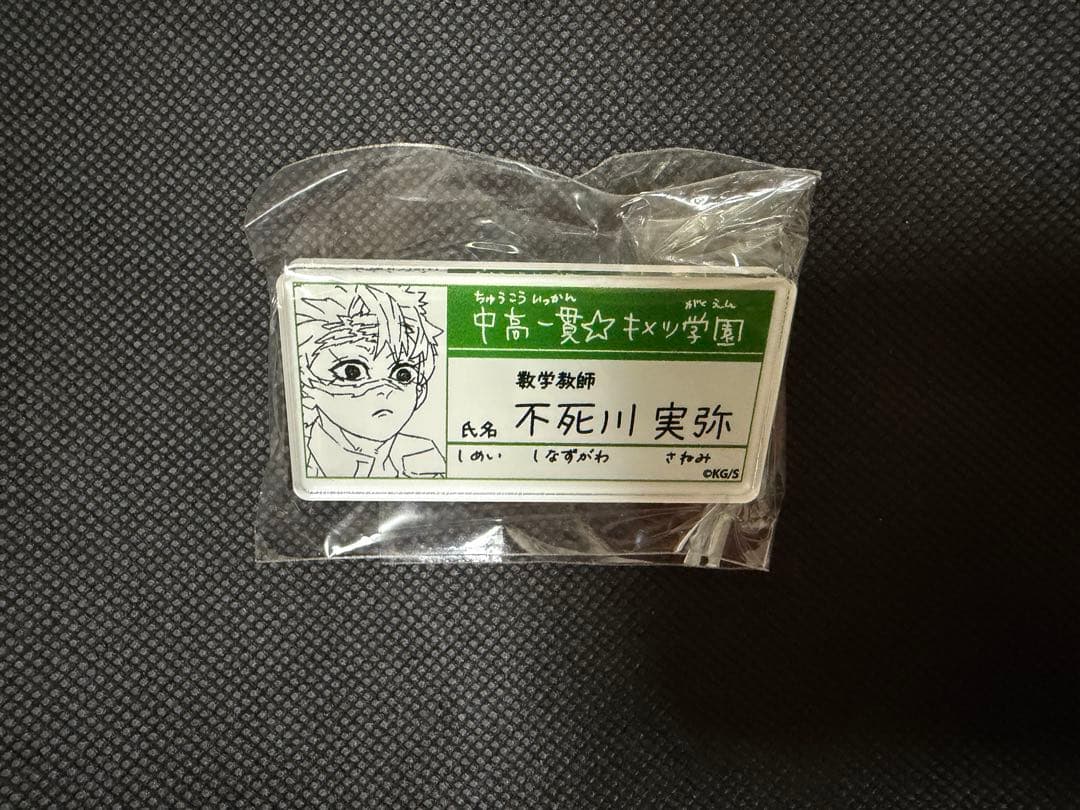 ちゅうこういっかん がくえん
中高一貫☆キメツ学園
数学教師
氏名 不死川 実弥
しめい しなずがわ さねみ
©KG/S